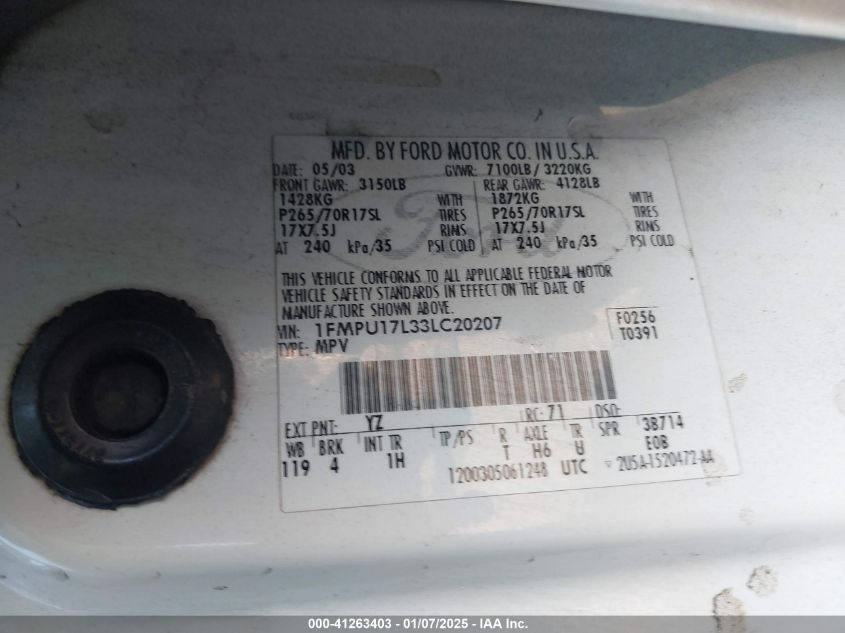 MFD. BY FORD MOTOR CO. IN U.S.A.
DATE: 05/03 GVWR: 7100LB / 3220KG
FRONT GAWR: 3150LB REAR GAWR: 4128LB
1428KG WITH 1872KG WITH
P265/70R17SL TIRES P265/70R17SL TIRES
17X7.5J RIMS 17X7.5J RIMS
AT 240 kPa/35 PSI COLD AT 240 kPa/35 PSI COLD
THIS VEHICLE CONFORMS TO ALL APPLICABLE FEDERAL MOTOR
VEHICLE SAFETY STANDARDS IN EFFECT ON THE DATE OF
MANUFACTURE SHOWN ABOVE.
VIN: 1FMPU17L33LC20207 F0256
TYPE: MPV T0391
EXT PNT: YZ RC: 71 DSO:
WB BRK INT TR TP/PS R AXLE TR SPR 3B714
119 4 1H T H6 U EOB
1200305061248 UTC ▽ 2U5A-1520472-AA
Ford
000-41263403 - 01/07/2025 - IAA Inc.